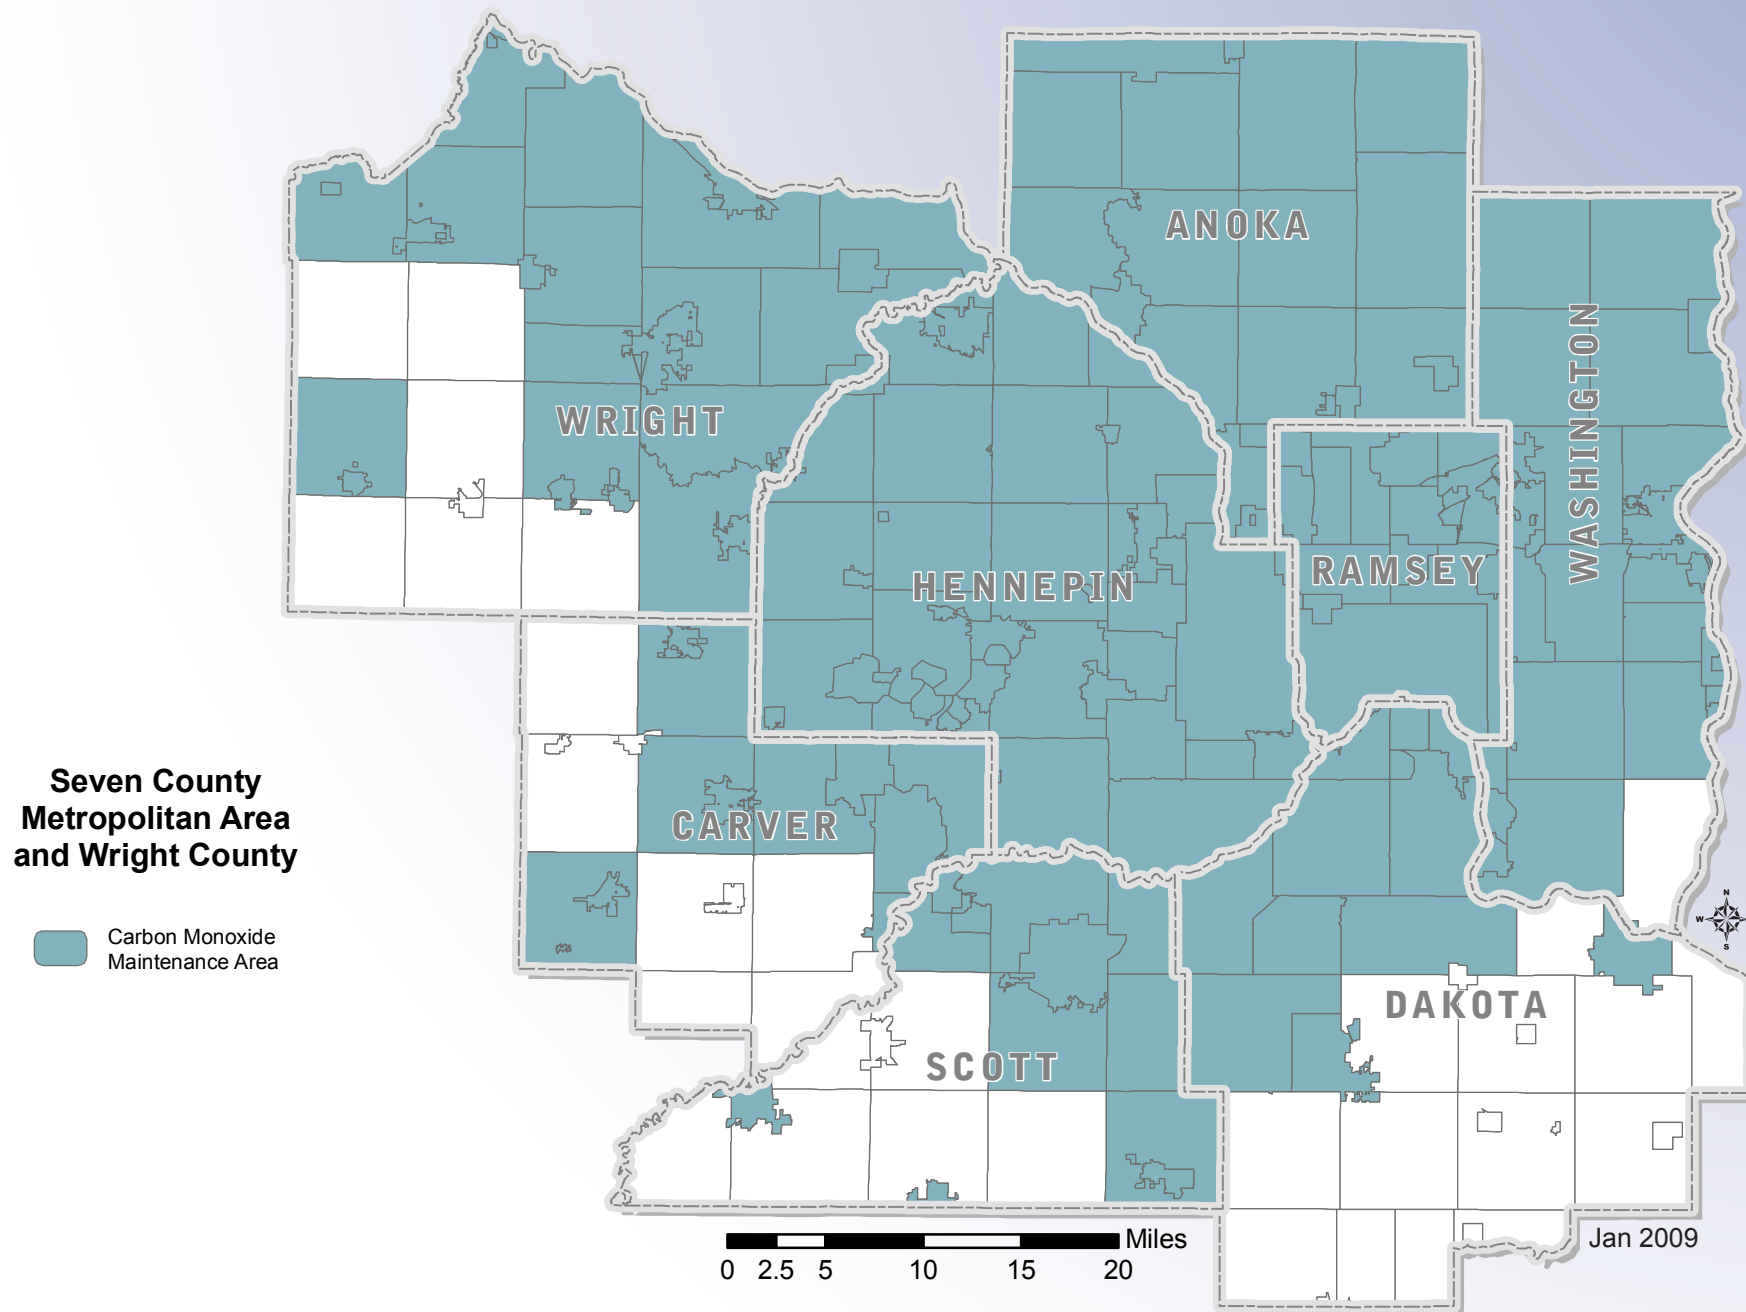 ANOKA
WASHINGTON
WRIGHT
HENNEPIN
RAMSEY
Seven County
Metropolitan Area
and Wright County
CARVER
Carbon Monoxide
Maintenance Area
N
W
S
DAKOTA
SCOTT
Miles
0 2.5 5 10 15 20
Jan 2009